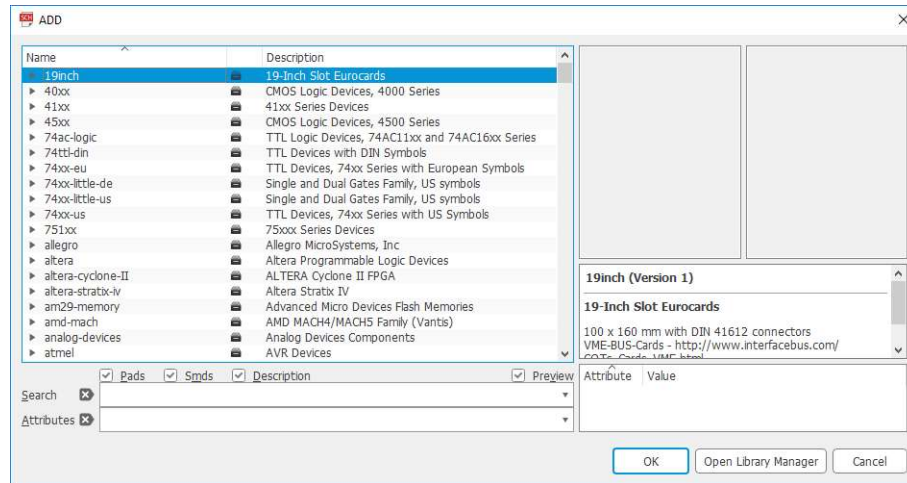 SCH ADD
Name Description
19inch 19-Inch Slot Eurocards
40xx CMOS Logic Devices, 4000 Series
41xx 41xx Series Devices
45xx CMOS Logic Devices, 4500 Series
74ac-logic TTL Logic Devices, 74AC11xx and 74AC16xx Series
74ttl-din TTL Devices with DIN Symbols
74xx-eu TTL Devices, 74xx Series with European Symbols
74xx-little-de Single and Dual Gates Family, US symbols
74xx-little-us Single and Dual Gates Family, US symbols
74xx-us TTL Devices, 74xx Series with US Symbols
751xx 75xxx Series Devices
allegro Allegro MicroSystems, Inc
altera Altera Programmable Logic Devices
altera-cyclone-II ALTERA Cyclone II FPGA
altera-stratix-iv Altera Stratix IV
am29-memory Advanced Micro Devices Flash Memories
amd-mach AMD MACH4/MACH5 Family (Vantis)
analog-devices Analog Devices Components
atmel AVR Devices
19inch (Version 1)
19-Inch Slot Eurocards
100 x 160 mm with DIN 41612 connectors
VME-BUS-Cards - http://www.interfacebus.com/
COTs_Cards_VME.html
Pads Smds Description Preview
Search
Attributes
Attribute Value
OK Open Library Manager Cancel